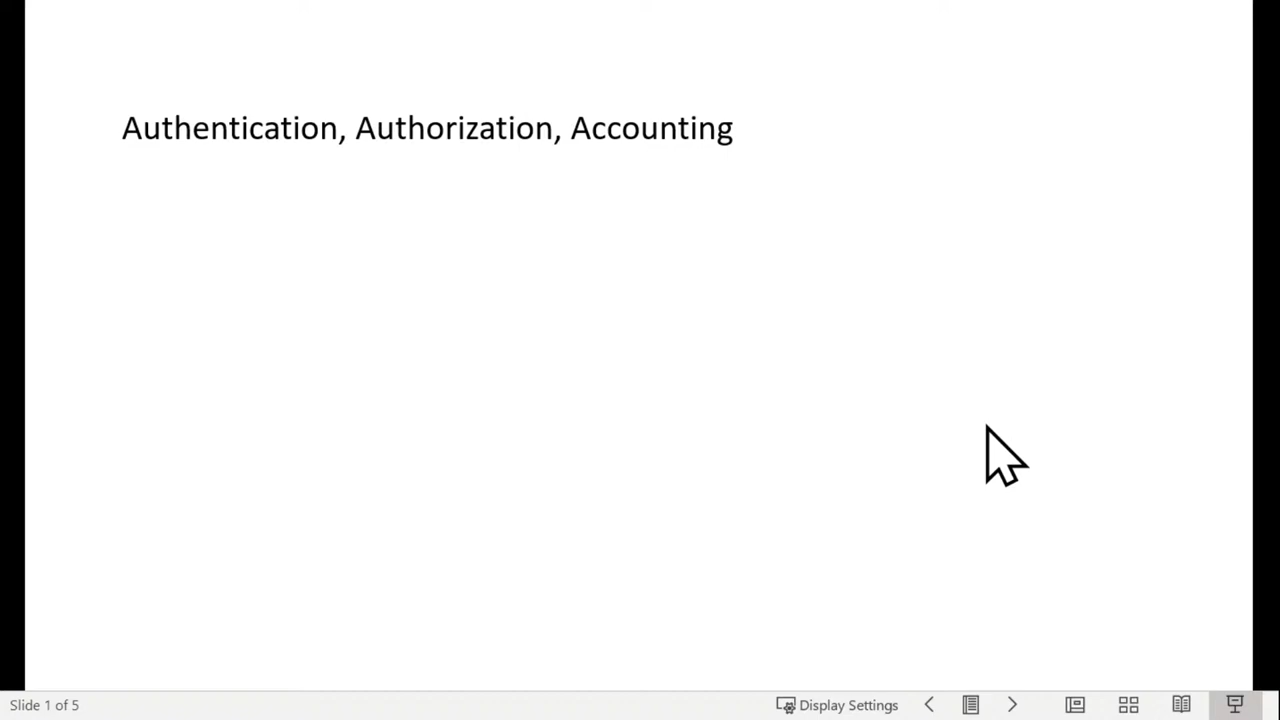 Authentication, Authorization, Accounting
Slide 1 of 5
Display Settings